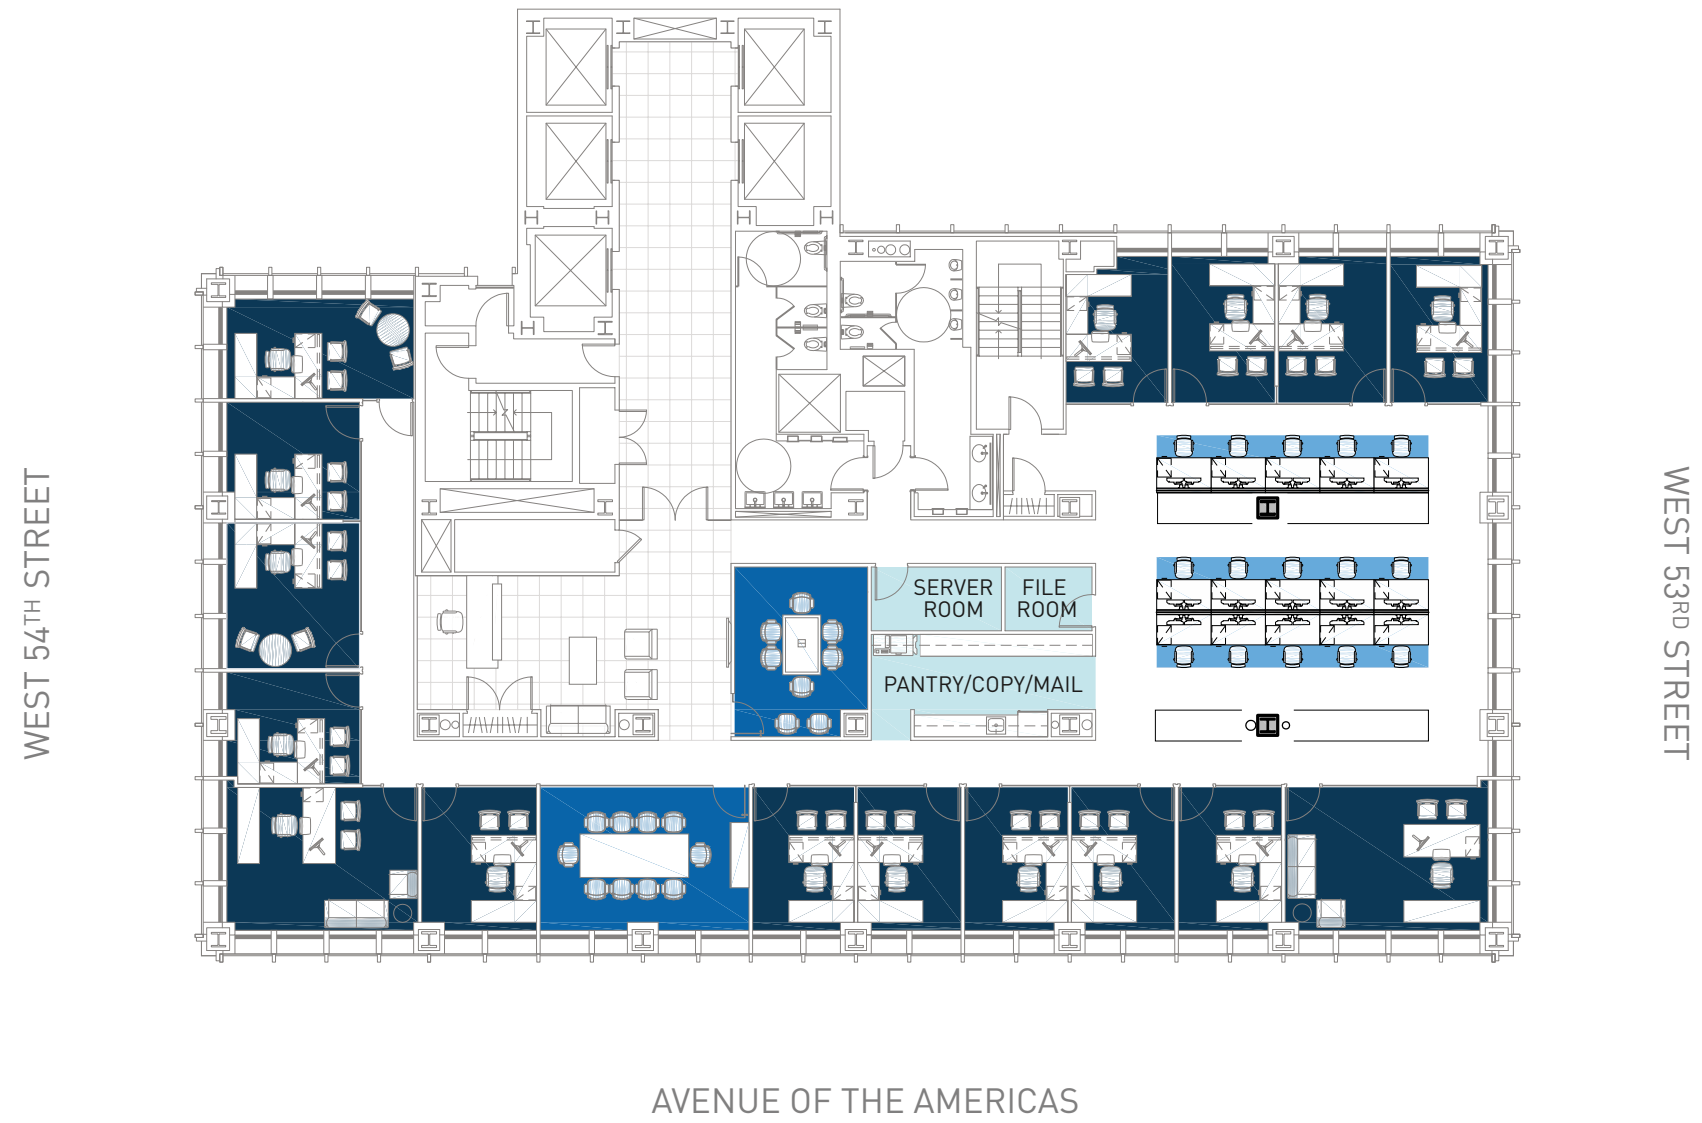 WEST 54TH STREET
SERVER
ROOM
FILE
ROOM
PANTRY/COPY/MAIL
WEST 53RD STREET
AVENUE OF THE AMERICAS